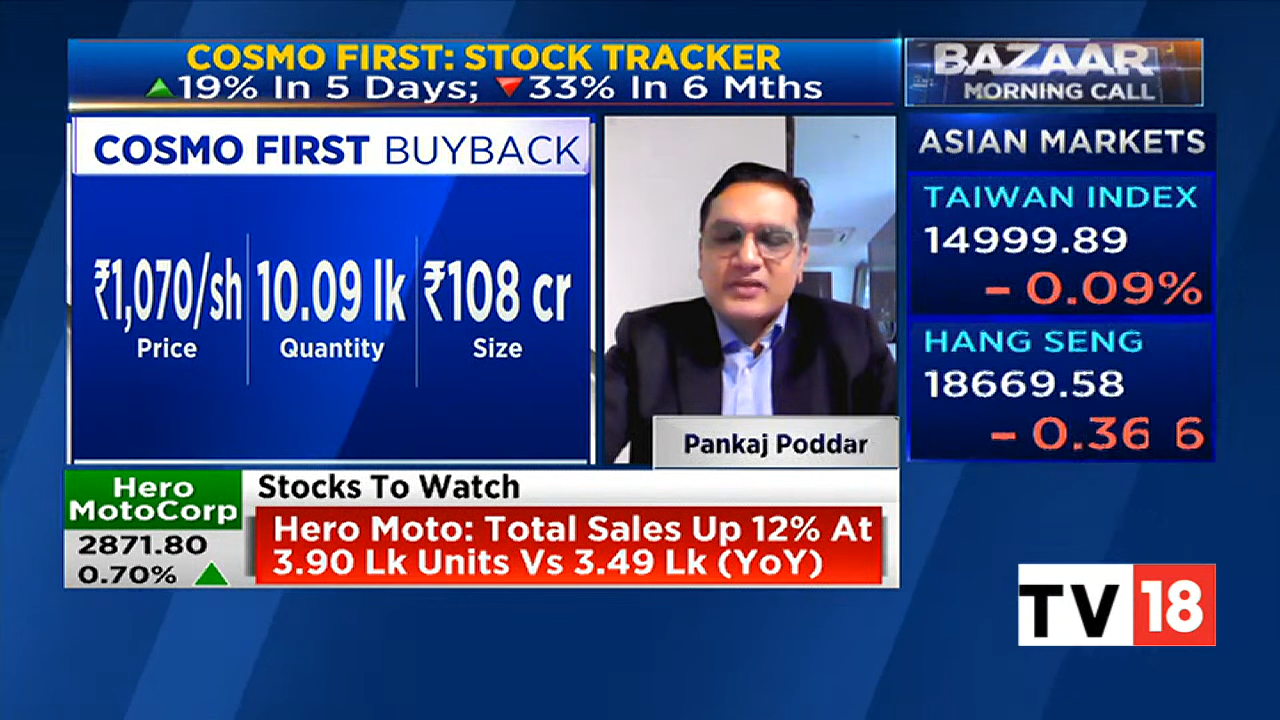 COSMO FIRST: STOCK TRACKER
▲19% In 5 Days; ▼33% In 6 Mths
BAZAAR
MORNING CALL
COSMO FIRST BUYBACK
₹1,070/sh
Price
10.09 lk
Quantity
₹108 cr
Size
Pankaj Poddar
ASIAN MARKETS
TAIWAN INDEX
14999.89
- 0.09%
HANG SENG
18669.58
- 0.36 6
Hero
MotoCorp
2871.80
0.70% ▲
Stocks To Watch
Hero Moto: Total Sales Up 12% At
3.90 Lk Units Vs 3.49 Lk (YoY)
TV18